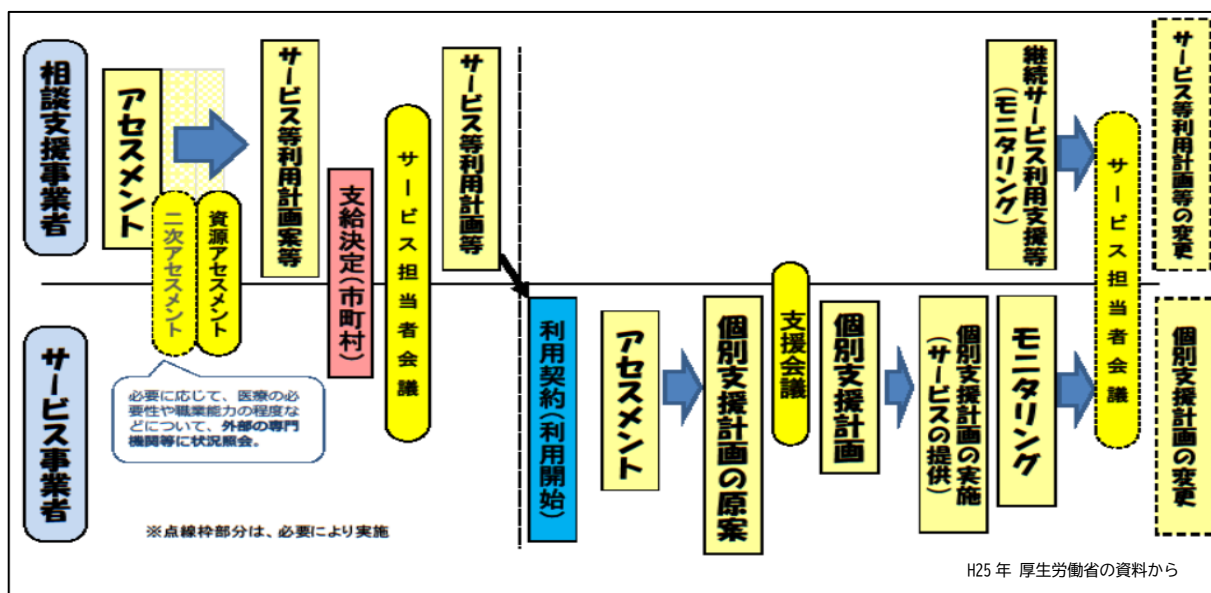 相談支援事業者
アセスメント
二次アセスメント
資源アセスメント
サービス等利用計画案等
支給決定(市町村)
サービス担当者会議
サービス等利用計画等
継続サービス利用支援等
(モニタリング)
サービス担当者会議
サービス等利用計画等の変更
サービス事業者
必要に応じて、医療の必
要性や職業能力の程度な
どについて、外部の専門
機関等に状況照会。
※点線枠部分は、必要により実施
利用契約(利用開始)
アセスメント
個別支援計画の原案
支援会議
個別支援計画
個別支援計画の実施
(サービスの提供)
モニタリング
個別支援計画の変更
H25年 厚生労働省の資料から